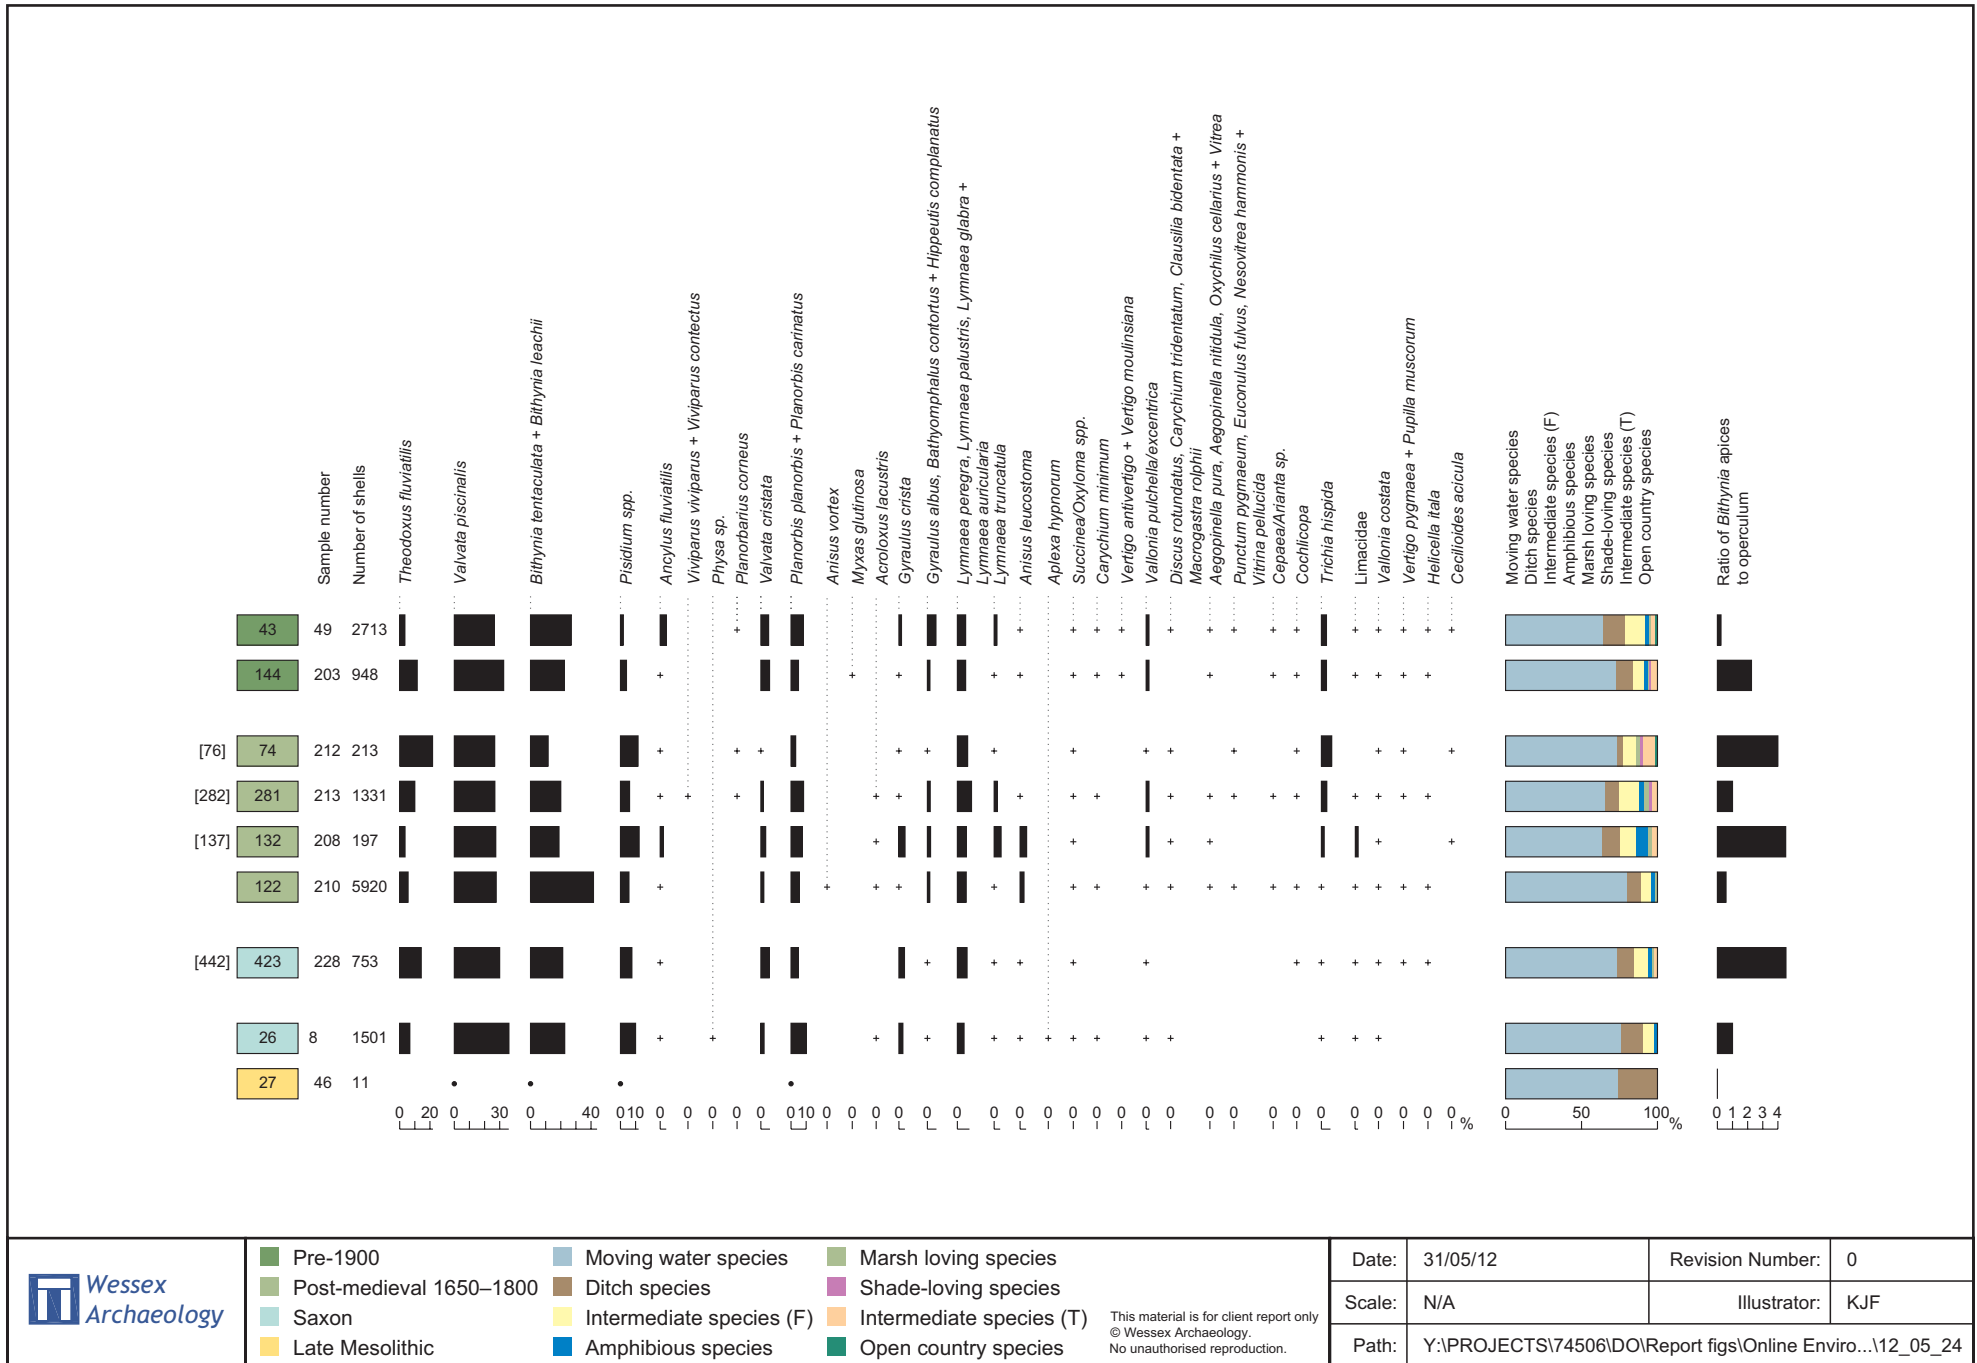 Sample number
Number of shells
Theodoxus fluviatilis
Valvata piscinalis
Bithynia tentaculata + Bithynia leachii
Pisidium spp.
Ancylus fluviatilis
Viviparus viviparus + Viviparus contectus
Physa sp.
Planorbarius corneus
Valvata cristata
Planorbis planorbis + Planorbis carinatus
Anisus vortex
Myxas glutinosa
Acroloxus lacustris
Gyraulus crista
Gyraulus albus, Bathyomphalus contortus + Hippeutis complanatus
Lymnaea peregra, Lymnaea palustris, Lymnaea glabra +
Lymnaea auricularia
Lymnaea truncatula
Anisus leucostoma
Aplexa hypnorum
Succinea/Oxyloma spp.
Carychium minimum
Vertigo antivertigo + Vertigo moulinsiana
Vallonia pulchella/excentrica
Discus rotundatus, Carychium tridentatum, Clausilia bidentata +
Macrogastra rolphii
Aegopinella pura, Aegopinella nitidula, Oxychilus cellarius + Vitrea
Punctum pygmaeum, Euconulus fulvus, Nesovitrea hammonis +
Vitrina pellucida
Cepaea/Arianta sp.
Cochlicopa
Trichia hispida
Limacidae
Vallonia costata
Vertigo pygmaea + Pupilla muscorum
Helicella itala
Cecilioides acicula
Moving water species
Ditch species
Intermediate species (F)
Amphibious species
Marsh loving species
Shade-loving species
Intermediate species (T)
Open country species
Ratio of Bithynia apices
to operculum
43 49 2713 + + + + + + + + + + + + + + +
144 203 948 + + + + + + + + + + + + + + +
[76] 74 212 213 + + + + + + + + + + + + + +
[282] 281 213 1331 + + + + + + + + + + + + + + + + + +
[137] 132 208 197 + + + + + +
122 210 5920 + + + + + + + + + + + + + + + + + +
[442] 423 228 753 + + + + + + + + + + + +
26 8 1501 + + + + + + + + + + + + + +
27 46 11
0 20 0 30 0 40 0 10 0 0 0 0 0 0 10 0 0 0 0 0 0 0 0 0 0 0 0 0 0 0 0 0 0 0 0 0 0 0 0 % 0 50 100 % 0 1 2 3 4
Wessex
Archaeology
Pre-1900
Post-medieval 1650–1800
Saxon
Late Mesolithic
Moving water species
Ditch species
Intermediate species (F)
Amphibious species
Marsh loving species
Shade-loving species
Intermediate species (T)
Open country species
This material is for client report only
© Wessex Archaeology.
No unauthorised reproduction.
Date: 31/05/12 Revision Number: 0
Scale: N/A Illustrator: KJF
Path: Y:\PROJECTS\74506\DO\Report figs\Online Enviro...\12_05_24